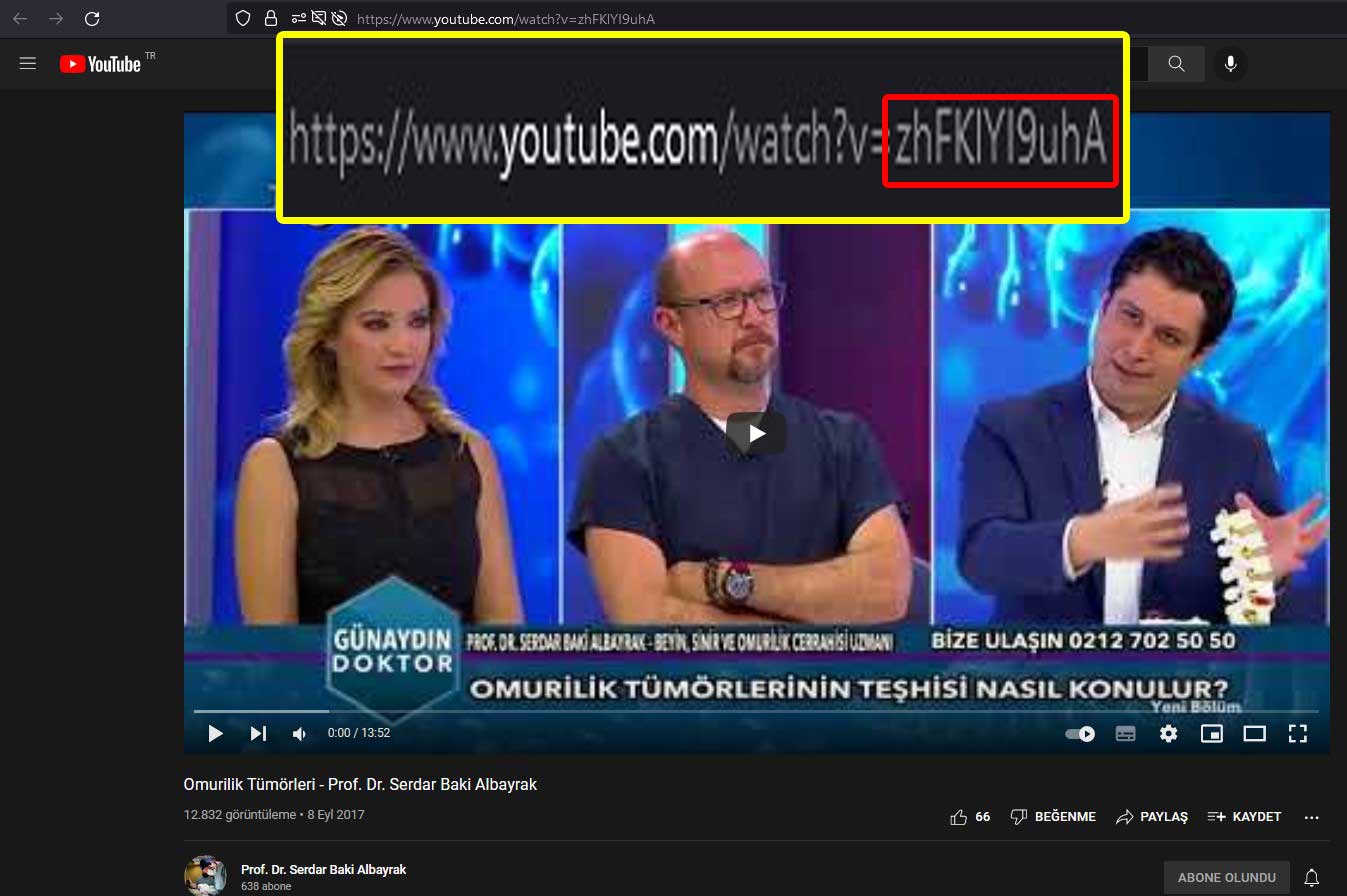 https://www.youtube.com/watch?v=zhFKlYI9uhA
YouTube TR
https://www.youtube.com/watch?v=zhFKlYI9uhA
GÜNAYDIN
DOKTOR
PROF. DR. SERDAR BAKİ ALBAYRAK - BEYİN, SİNİR VE OMURİLİK CERRAHİSİ UZMANI
BİZE ULAŞIN 0212 702 50 50
OMURİLİK TÜMÖRLERİNİN TEŞHİSİ NASIL KONULUR?
Yeni Bölüm
0:00 / 13:52
Omurilik Tümörleri - Prof. Dr. Serdar Baki Albayrak
12.832 görüntüleme • 8 Eyl 2017
66 BEĞENME PAYLAŞ KAYDET
Prof. Dr. Serdar Baki Albayrak
638 abone
ABONE OLUNDU